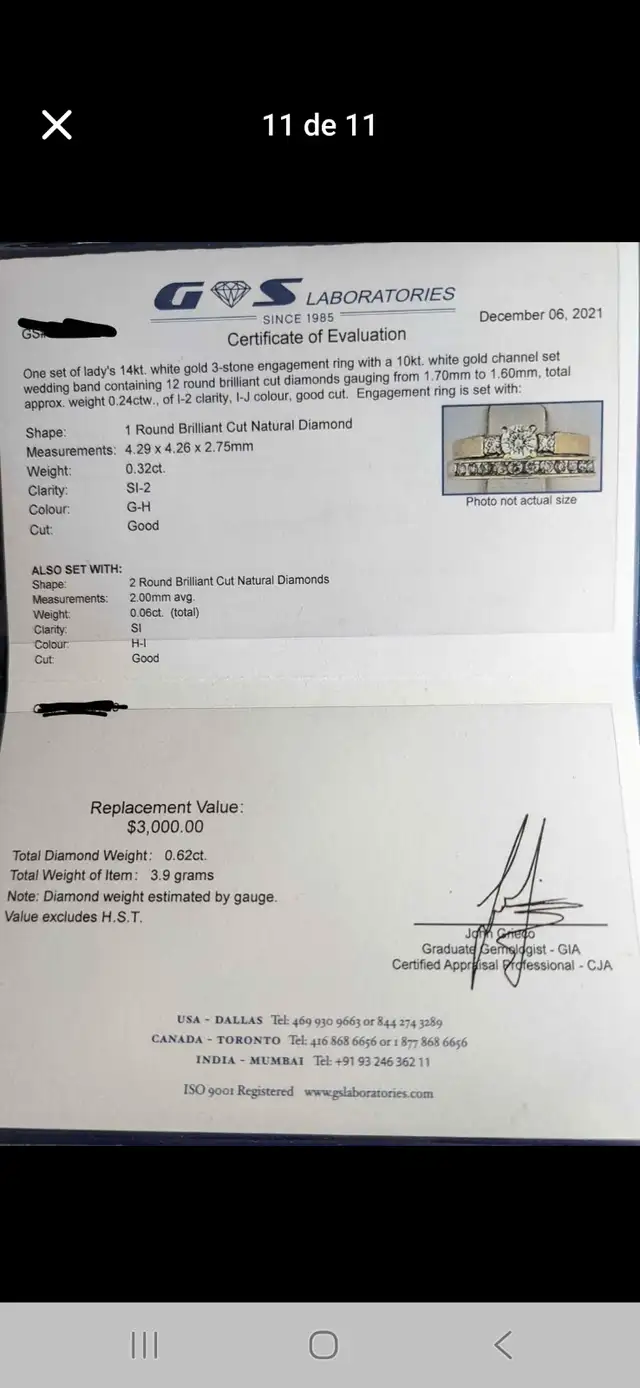 11 de 11
G S LABORATORIES
SINCE 1985
December 06, 2021
Certificate of Evaluation
One set of lady's 14kt. white gold 3-stone engagement ring with a 10kt. white gold channel set
wedding band containing 12 round brilliant cut diamonds gauging from 1.70mm to 1.60mm, total
approx. weight 0.24ctw., of I-2 clarity, I-J colour, good cut. Engagement ring is set with:
Shape: 1 Round Brilliant Cut Natural Diamond
Measurements: 4.29 x 4.26 x 2.75mm
Weight: 0.32ct.
Clarity: SI-2
Colour: G-H
Cut: Good
Photo not actual size
ALSO SET WITH:
Shape: 2 Round Brilliant Cut Natural Diamonds
Measurements: 2.00mm avg.
Weight: 0.06ct. (total)
Clarity: SI
Colour: H-I
Cut: Good
Replacement Value:
$3,000.00
Total Diamond Weight: 0.62ct.
Total Weight of Item: 3.9 grams
Note: Diamond weight estimated by gauge.
Value excludes H.S.T.
John Grieco
Graduate Gemologist - GIA
Certified Appraisal Professional - CJA
USA - DALLAS Tel: 469 930 9663 or 844 274 3289
CANADA - TORONTO Tel: 416 868 6656 or 1 877 868 6656
INDIA - MUMBAI Tel: +91 93 246 362 11
ISO 9001 Registered www.gslaboratories.com